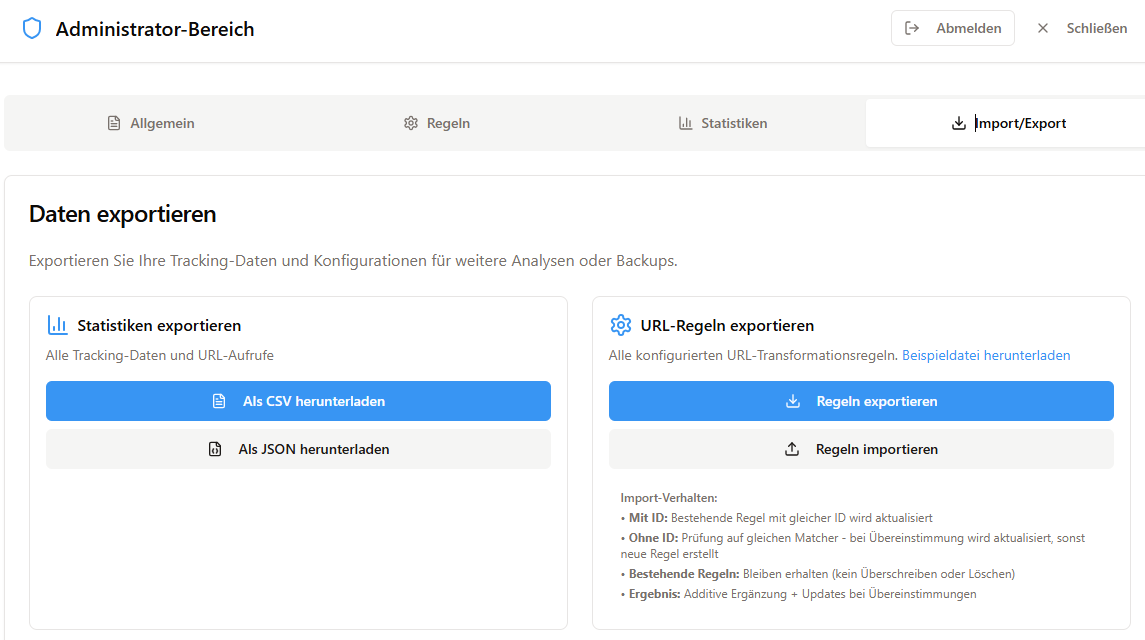 Administrator-Bereich
Abmelden
Schließen
Allgemein
Regeln
Statistiken
Import/Export
Daten exportieren
Exportieren Sie Ihre Tracking-Daten und Konfigurationen für weitere Analysen oder Backups.
Statistiken exportieren
Alle Tracking-Daten und URL-Aufrufe
Als CSV herunterladen
Als JSON herunterladen
URL-Regeln exportieren
Alle konfigurierten URL-Transformationsregeln. Beispieldatei herunterladen
Regeln exportieren
Regeln importieren
Import-Verhalten:
• Mit ID: Bestehende Regel mit gleicher ID wird aktualisiert
• Ohne ID: Prüfung auf gleichen Matcher - bei Übereinstimmung wird aktualisiert, sonst
neue Regel erstellt
• Bestehende Regeln: Bleiben erhalten (kein Überschreiben oder Löschen)
• Ergebnis: Additive Ergänzung + Updates bei Übereinstimmungen